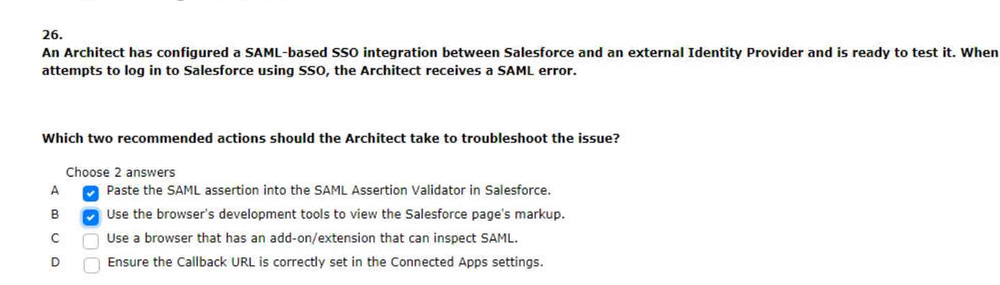 26.
An Architect has configured a SAML-based SSO integration between Salesforce and an external Identity Provider and is ready to test it. When
attempts to log in to Salesforce using SSO, the Architect receives a SAML error.
Which two recommended actions should the Architect take to troubleshoot the issue?
Choose 2 answers
A Paste the SAML assertion into the SAML Assertion Validator in Salesforce.
B Use the browser's development tools to view the Salesforce page's markup.
C Use a browser that has an add-on/extension that can inspect SAML.
D Ensure the Callback URL is correctly set in the Connected Apps settings.